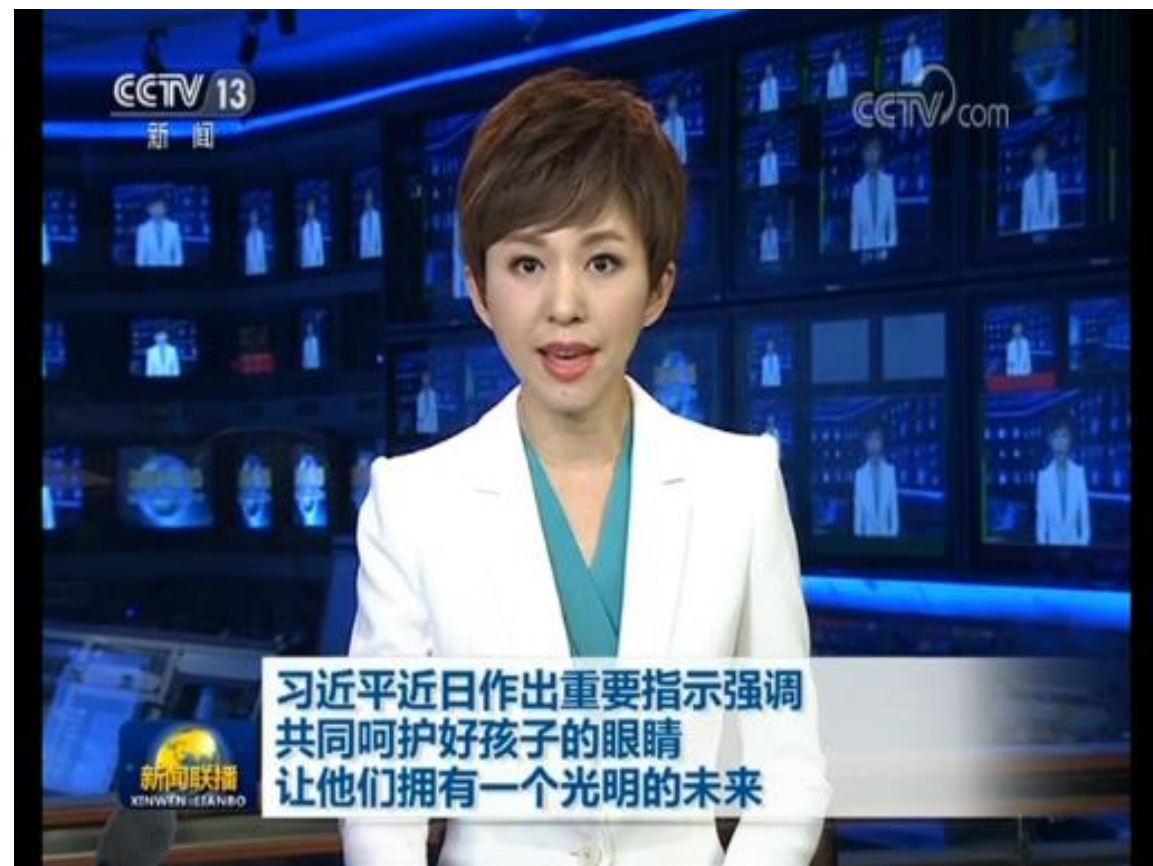 CCTV 13
新闻
CCTV.com
习近平近日作出重要指示强调
共同呵护好孩子的眼睛
让他们拥有一个光明的未来
新闻联播
XINWEN LIANBO